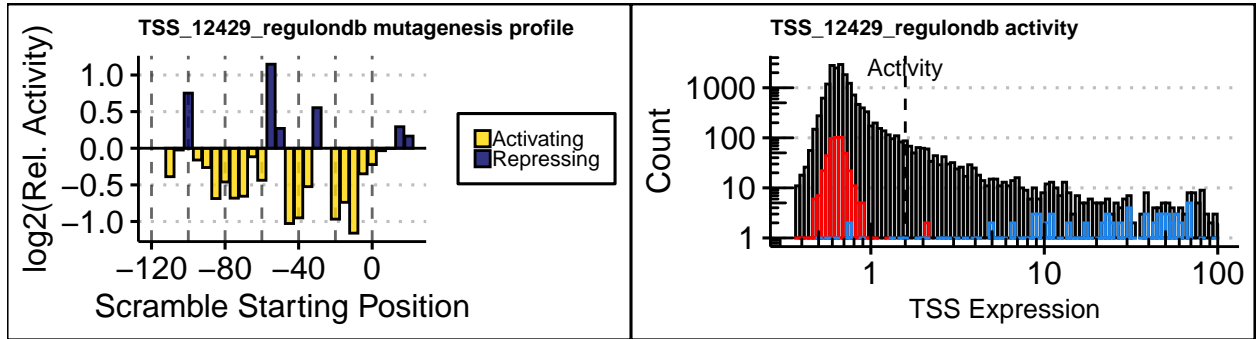 TSS_12429_regulondb mutagenesis profile
log2(Rel. Activity)
1.0
0.5
0.0
−0.5
−1.0
−120
−80
−40
0
Scramble Starting Position
Activating
Repressing
TSS_12429_regulondb activity
Activity
Count
1000
100
10
1
1
10
100
TSS Expression